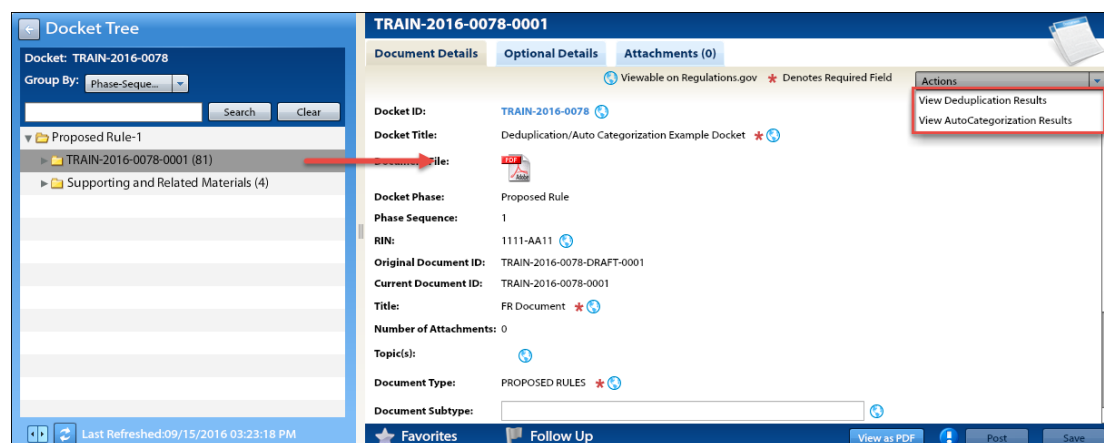 Docket Tree
Docket: TRAIN-2016-0078
Group By: Phase-Seque...
Search Clear
Proposed Rule-1
TRAIN-2016-0078-0001 (81)
Supporting and Related Materials (4)
Last Refreshed:09/15/2016 03:23:18 PM
TRAIN-2016-0078-0001
Document Details Optional Details Attachments (0)
Viewable on Regulations.gov * Denotes Required Field
Actions
View Deduplication Results
View AutoCategorization Results
Docket ID: TRAIN-2016-0078
Docket Title: Deduplication/Auto Categorization Example Docket *
File:
PDF
Adobe
Docket Phase: Proposed Rule
Phase Sequence: 1
RIN: 1111-AA11
Original Document ID: TRAIN-2016-0078-DRAFT-0001
Current Document ID: TRAIN-2016-0078-0001
Title: FR Document *
Number of Attachments: 0
Topic(s):
Document Type: PROPOSED RULES *
Document Subtype:
Favorites Follow Up View as PDF Post Save